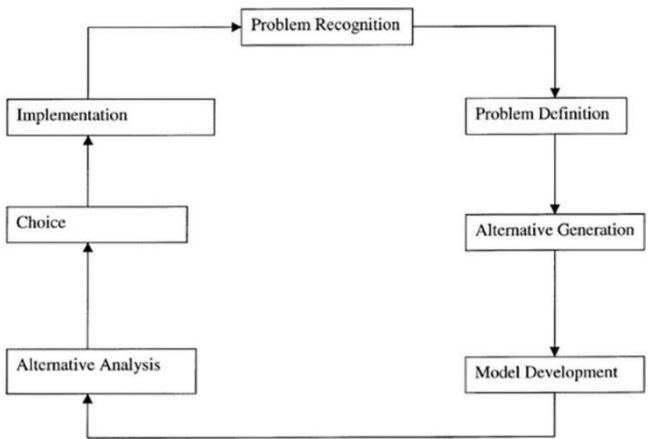 Problem Recognition
Implementation
Problem Definition
Choice
Alternative Generation
Alternative Analysis
Model Development